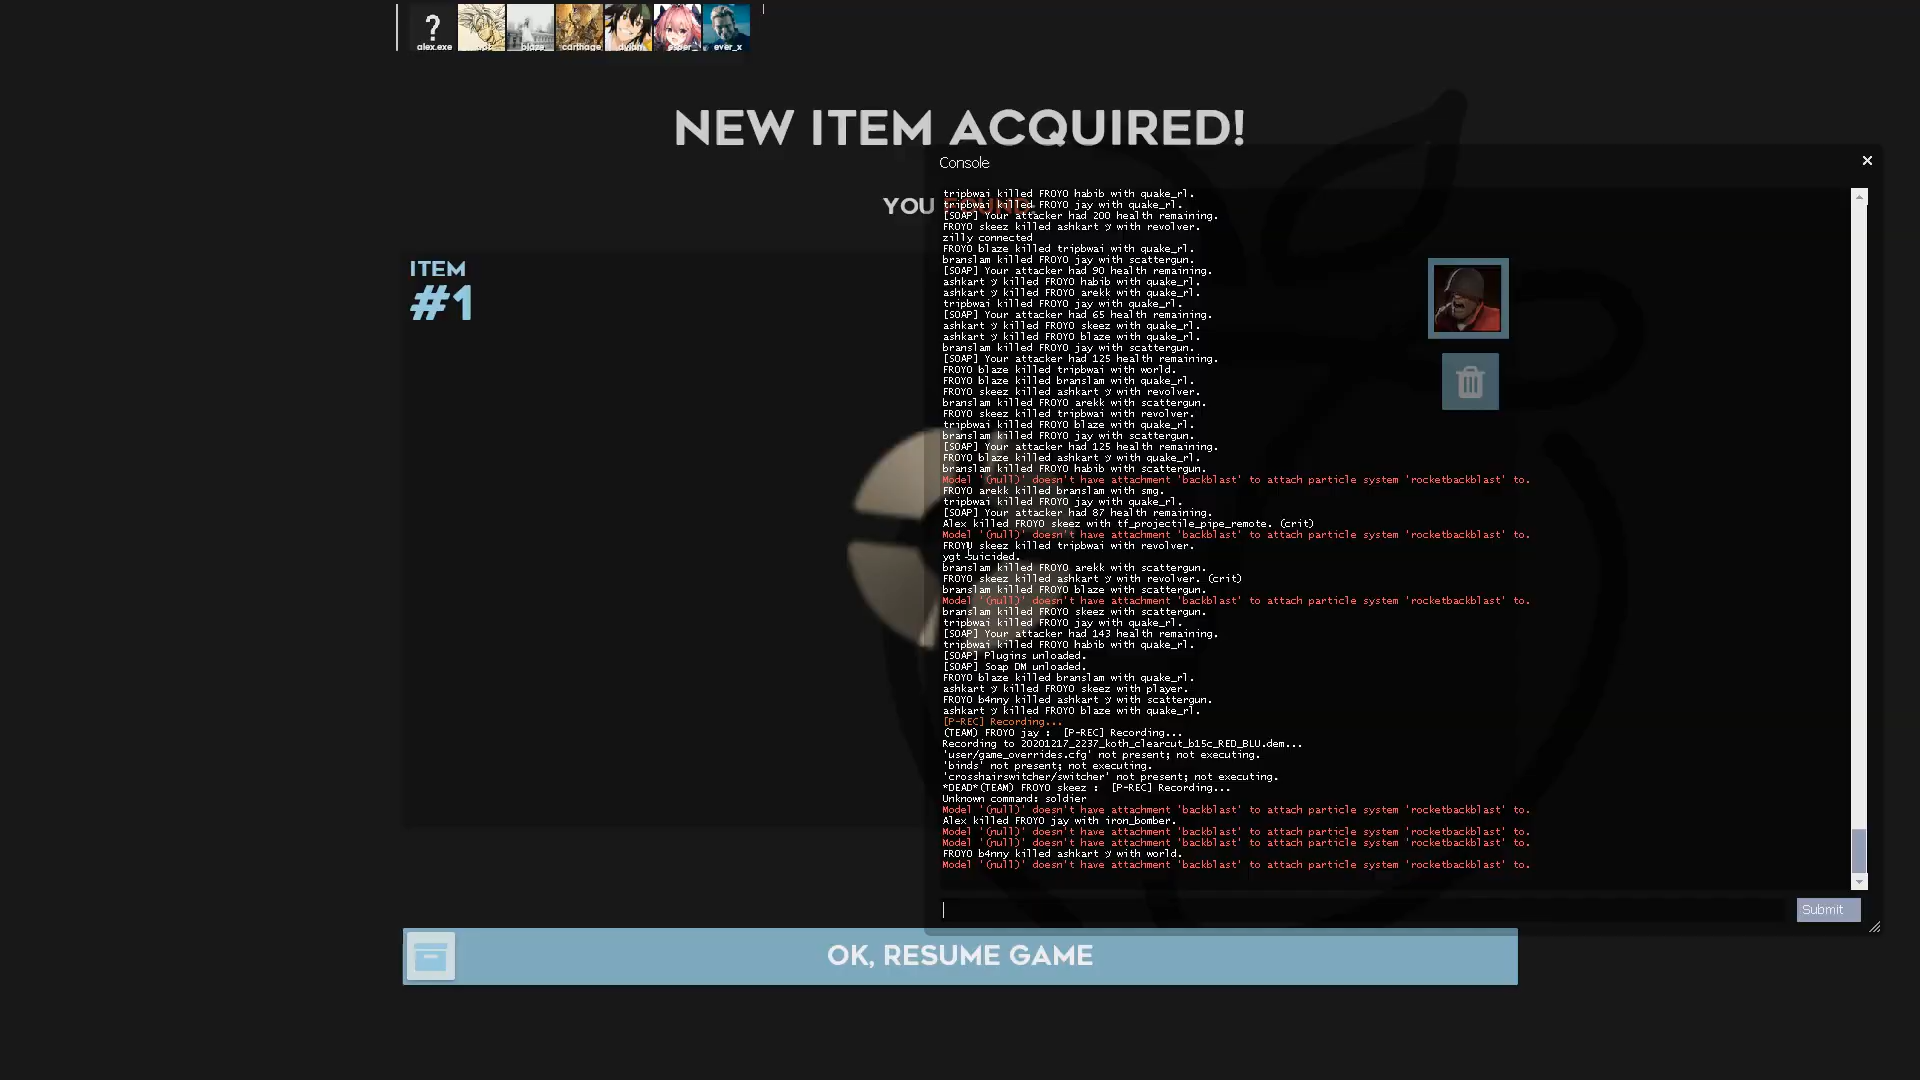 alex.exe blaze carthage dylan esper_ ever_x
NEW ITEM ACQUIRED!
Console
YOU FOUND:
ITEM
#1
tripbwai killed FROYO habib with quake_rl.
tripbwai killed FROYO jay with quake_rl.
[SOAP] Your attacker had 200 health remaining.
FROYO skeez killed ashkart ツ with revolver.
zilly connected
FROYO blaze killed tripbwai with quake_rl.
branslam killed FROYO jay with scattergun.
[SOAP] Your attacker had 90 health remaining.
ashkart ツ killed FROYO habib with quake_rl.
ashkart ツ killed FROYO arekk with quake_rl.
tripbwai killed FROYO jay with quake_rl.
[SOAP] Your attacker had 65 health remaining.
ashkart ツ killed FROYO skeez with quake_rl.
ashkart ツ killed FROYO blaze with quake_rl.
branslam killed FROYO jay with scattergun.
[SOAP] Your attacker had 125 health remaining.
FROYO blaze killed tripbwai with world.
FROYO blaze killed branslam with quake_rl.
FROYO skeez killed ashkart ツ with revolver.
branslam killed FROYO arekk with scattergun.
FROYO skeez killed tripbwai with revolver.
tripbwai killed FROYO blaze with quake_rl.
branslam killed FROYO jay with scattergun.
[SOAP] Your attacker had 125 health remaining.
FROYO blaze killed ashkart ツ with quake_rl.
branslam killed FROYO habib with scattergun.
Model '(null)' doesn't have attachment 'backblast' to attach particle system 'rocketbackblast' to.
FROYO arekk killed branslam with smg.
tripbwai killed FROYO jay with quake_rl.
[SOAP] Your attacker had 87 health remaining.
Alex killed FROYO skeez with tf_projectile_pipe_remote. (crit)
Model '(null)' doesn't have attachment 'backblast' to attach particle system 'rocketbackblast' to.
FROYO skeez killed tripbwai with revolver.
ygt suicided.
branslam killed FROYO arekk with scattergun.
FROYO skeez killed ashkart ツ with revolver. (crit)
branslam killed FROYO blaze with scattergun.
Model '(null)' doesn't have attachment 'backblast' to attach particle system 'rocketbackblast' to.
branslam killed FROYO skeez with scattergun.
tripbwai killed FROYO jay with quake_rl.
[SOAP] Your attacker had 143 health remaining.
tripbwai killed FROYO habib with quake_rl.
[SOAP] Plugins unloaded.
[SOAP] Soap DM unloaded.
FROYO blaze killed branslam with quake_rl.
ashkart ツ killed FROYO skeez with player.
FROYO b4nny killed ashkart ツ with scattergun.
ashkart ツ killed FROYO blaze with quake_rl.
[P-REC] Recording...
(TEAM) FROYO jay :  [P-REC] Recording...
Recording to 20201217_2237_koth_clearcut_b15c_RED_BLU.dem...
'user/game_overrides.cfg' not present; not executing.
'binds' not present; not executing.
'crosshairswitcher/switcher' not present; not executing.
*DEAD*(TEAM) FROYO skeez :  [P-REC] Recording...
Unknown command: soldier
Model '(null)' doesn't have attachment 'backblast' to attach particle system 'rocketbackblast' to.
Alex killed FROYO jay with iron_bomber.
Model '(null)' doesn't have attachment 'backblast' to attach particle system 'rocketbackblast' to.
Model '(null)' doesn't have attachment 'backblast' to attach particle system 'rocketbackblast' to.
FROYO b4nny killed ashkart ツ with world.
Model '(null)' doesn't have attachment 'backblast' to attach particle system 'rocketbackblast' to.
Submit
OK, RESUME GAME